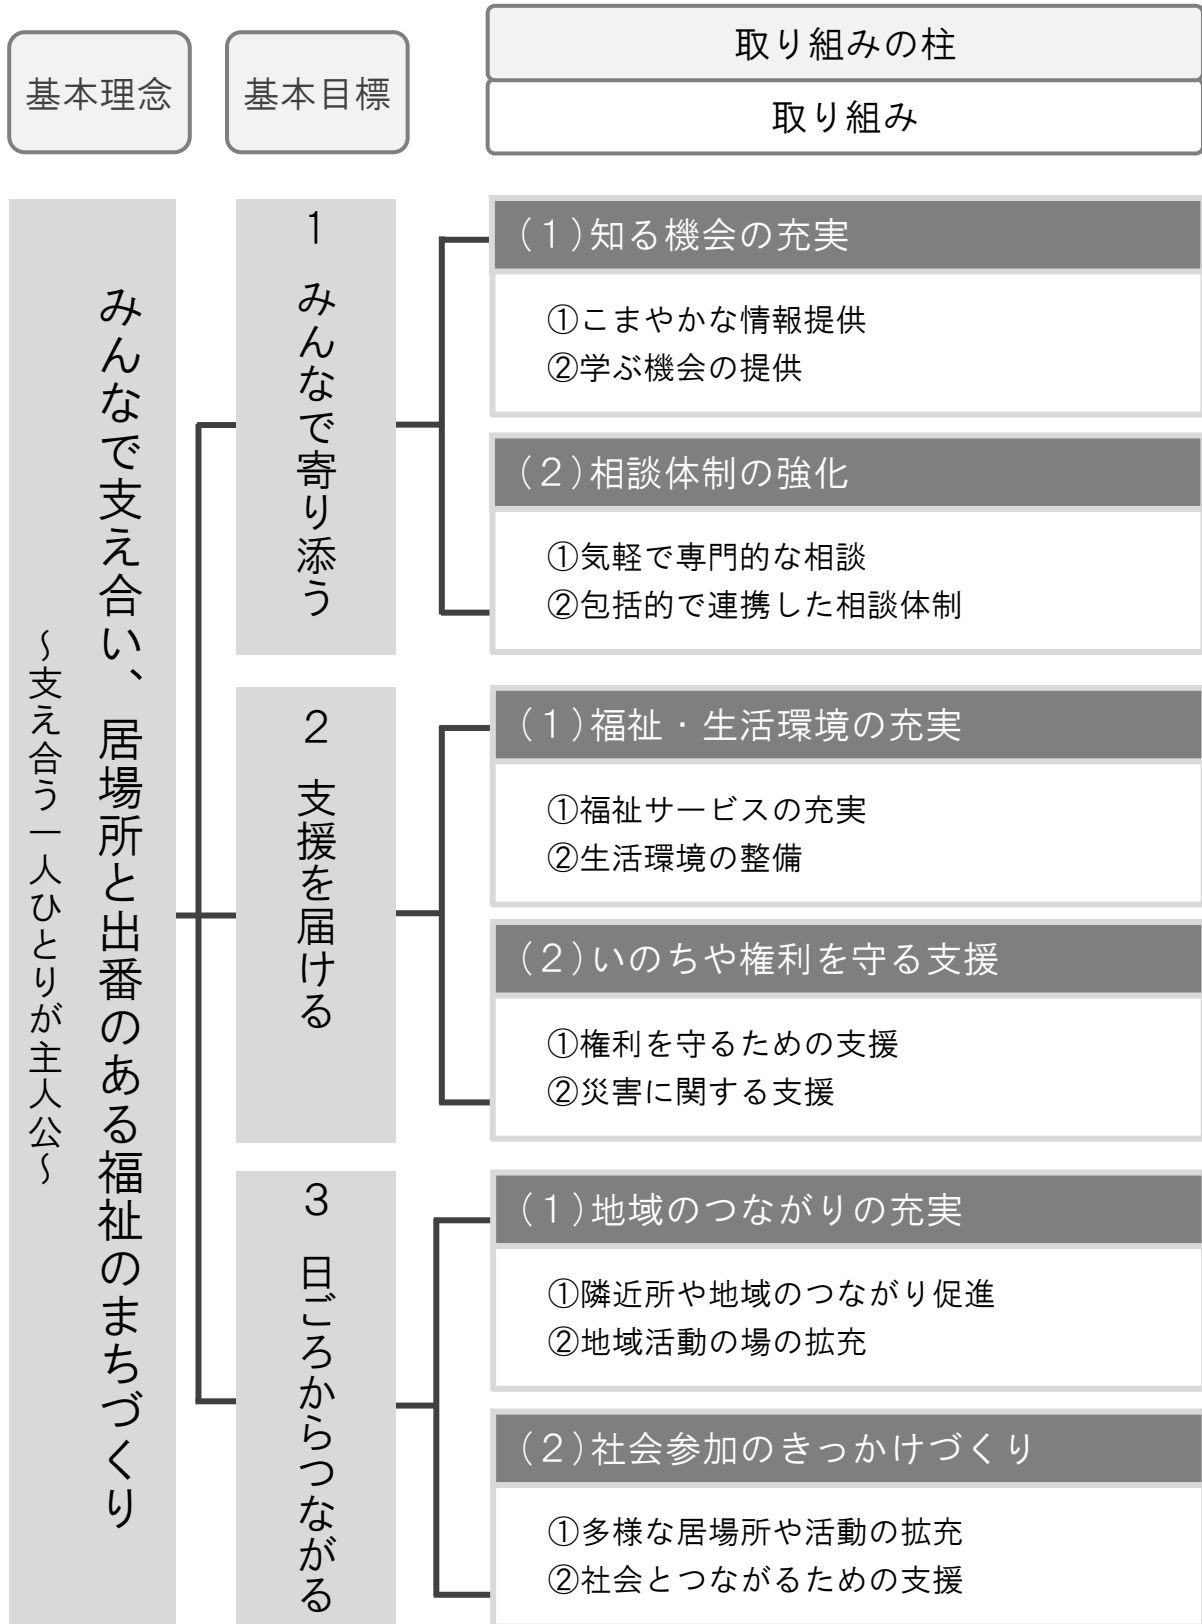 基本理念
基本目標
取り組みの柱
取り組み
みんなで支え合い、居場所と出番のある福祉のまちづくり
～支え合う一人ひとりが主人公～
1 みんなで寄り添う
(1)知る機会の充実
①こまやかな情報提供
②学ぶ機会の提供
(2)相談体制の強化
①気軽で専門的な相談
②包括的で連携した相談体制
2 支援を届ける
(1)福祉・生活環境の充実
①福祉サービスの充実
②生活環境の整備
(2)いのちや権利を守る支援
①権利を守るための支援
②災害に関する支援
3 日ごろからつながる
(1)地域のつながりの充実
①隣近所や地域のつながり促進
②地域活動の場の拡充
(2)社会参加のきっかけづくり
①多様な居場所や活動の拡充
②社会とつながるための支援